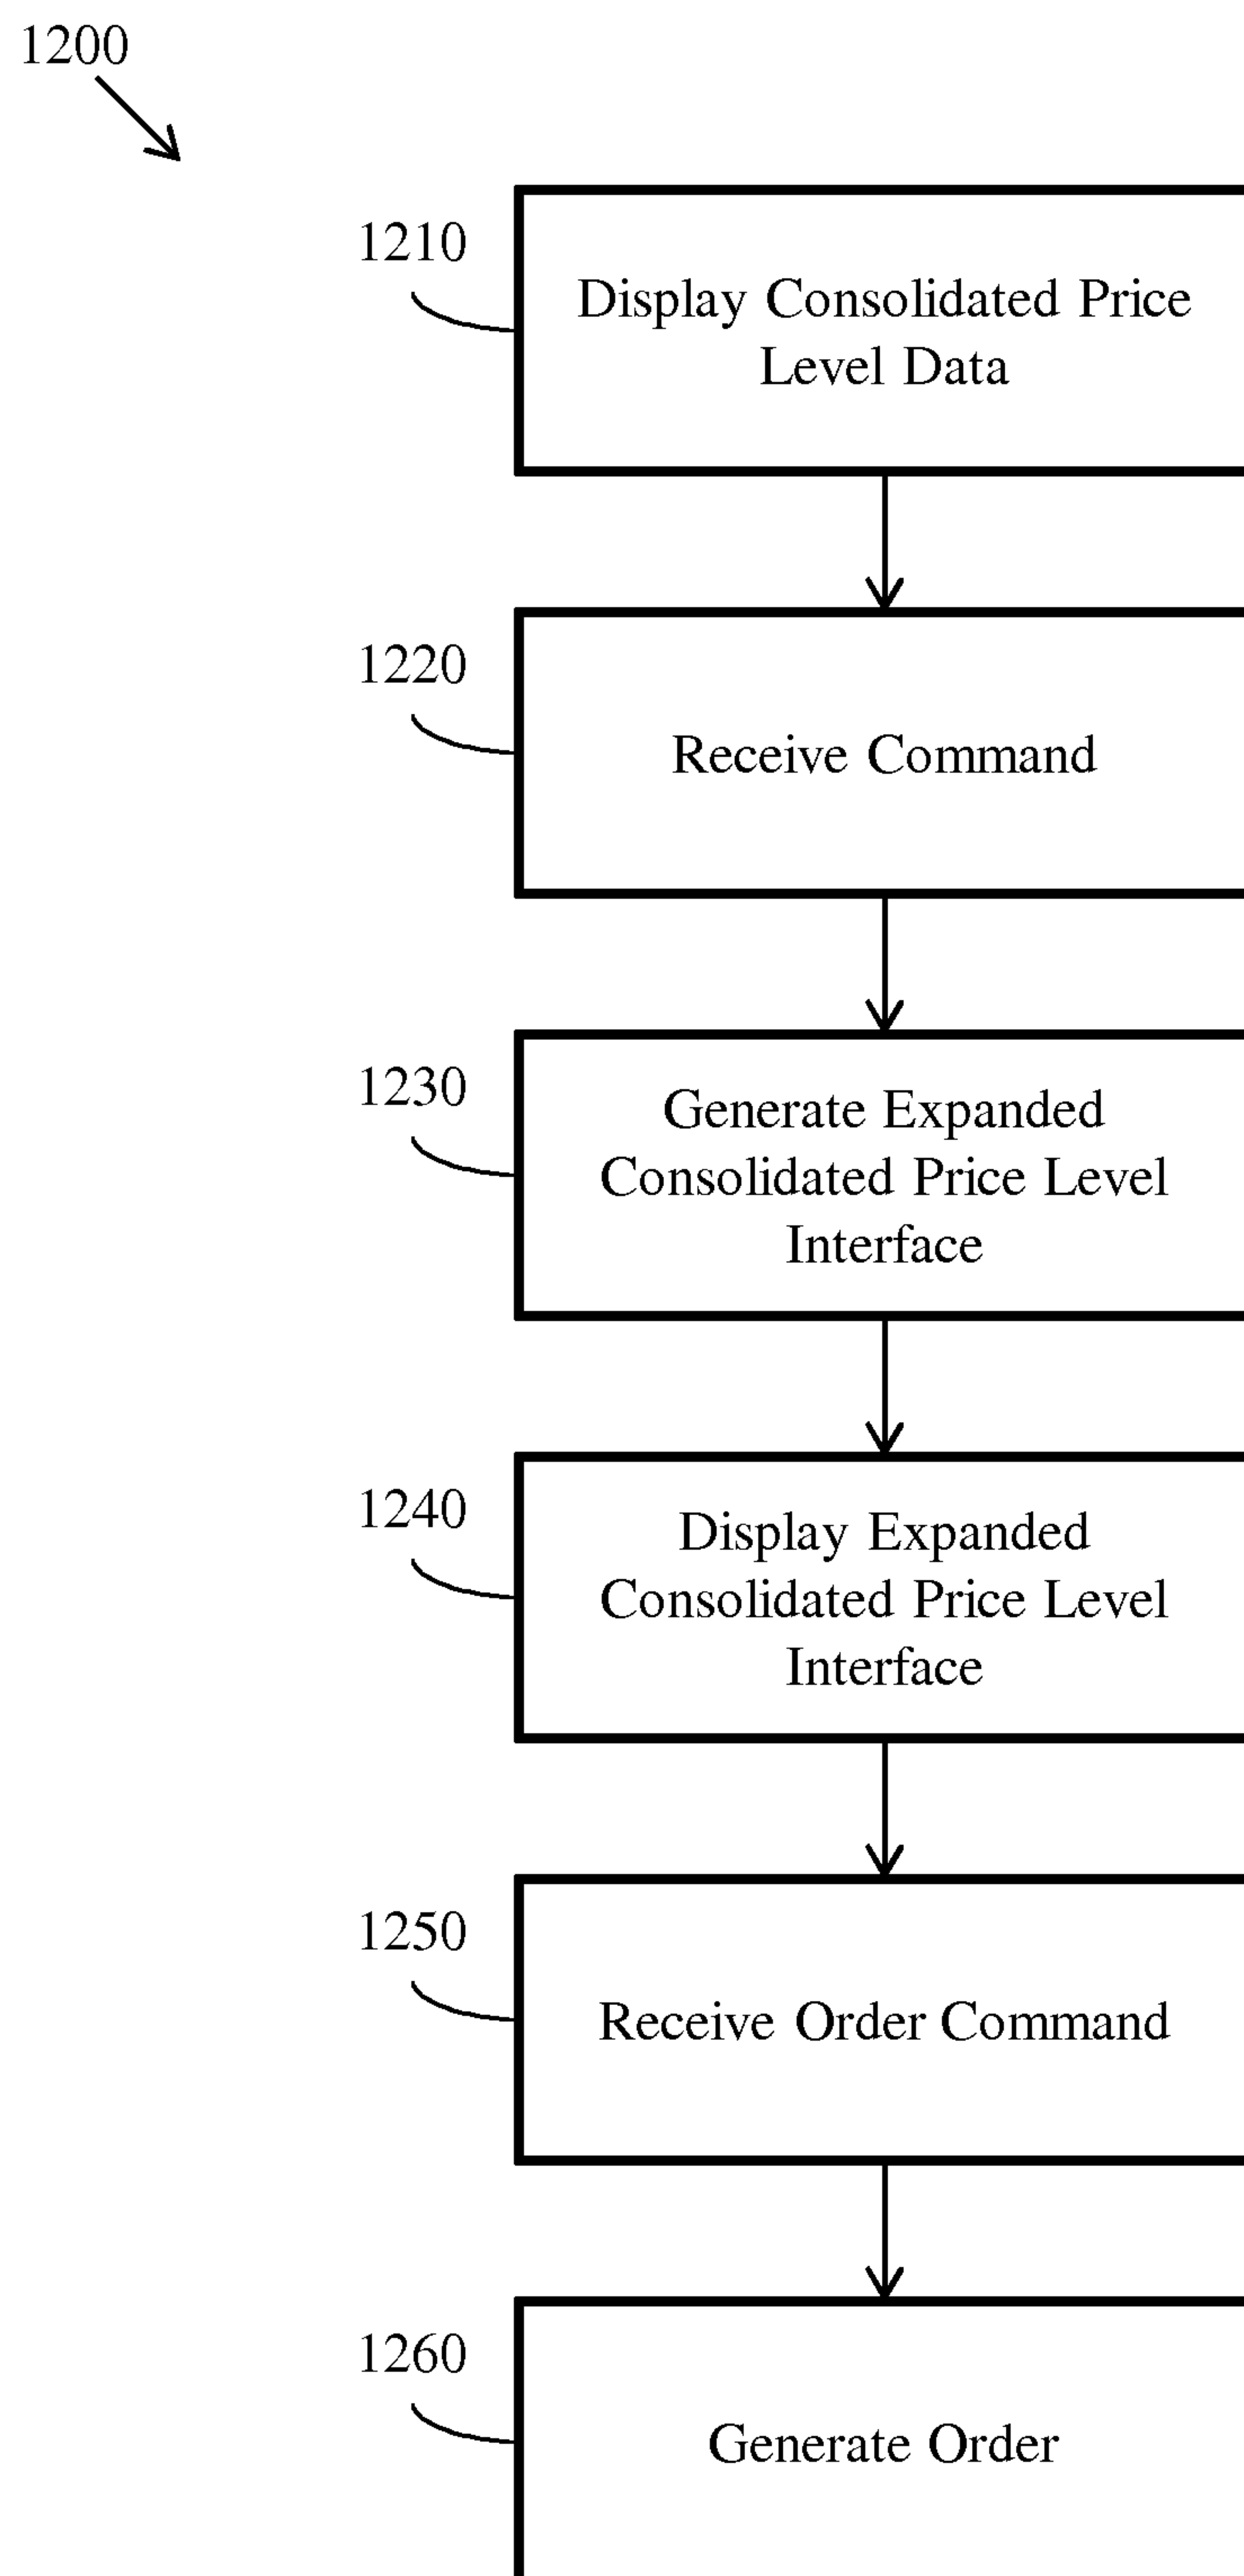 1200
1210
Display Consolidated Price
Level Data
1220
Receive Command
1230
Generate Expanded
Consolidated Price Level
Interface
1240
Display Expanded
Consolidated Price Level
Interface
1250
Receive Order Command
1260
Generate Order